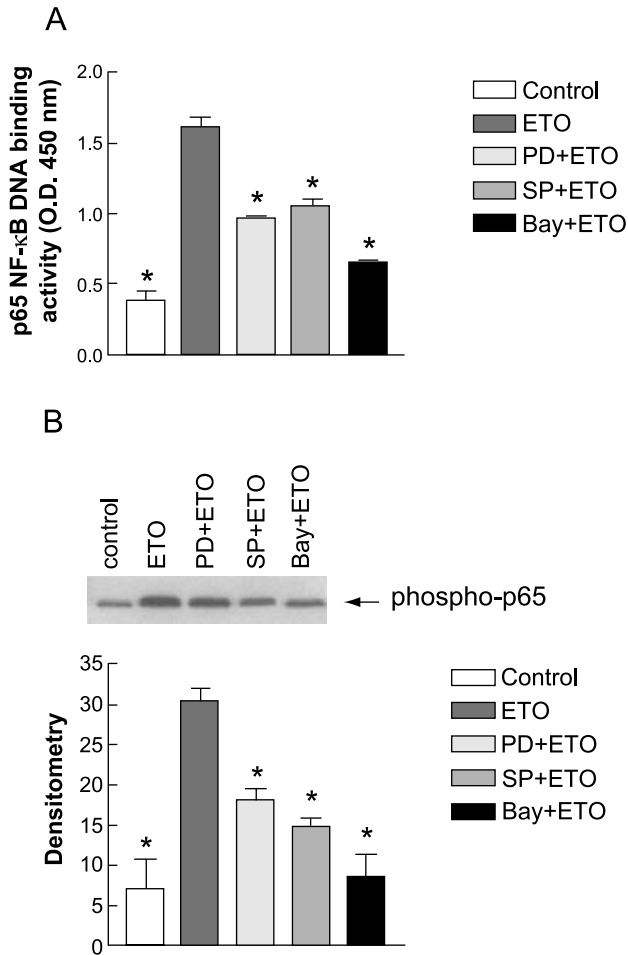 A
p65 NF-κB DNA binding
activity (O.D. 450 nm)
2.0
1.5
1.0
0.5
0.0
*
*
*
*
Control
ETO
PD+ETO
SP+ETO
Bay+ETO
B
control
ETO
PD+ETO
SP+ETO
Bay+ETO
phospho-p65
Densitometry
35
30
25
20
15
10
5
0
*
*
*
*
Control
ETO
PD+ETO
SP+ETO
Bay+ETO